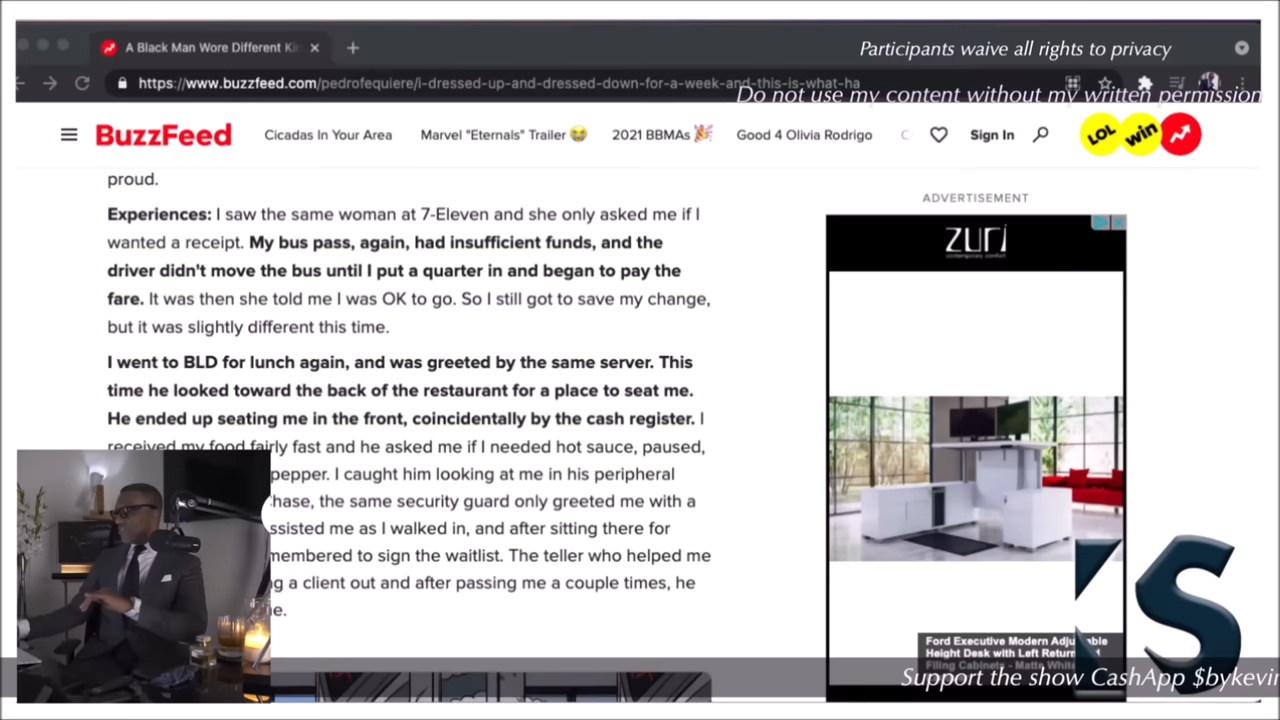 A Black Man Wore Different Ki
Participants waive all rights to privacy
https://www.buzzfeed.com/pedrofequiere/i-dressed-up-and-dressed-down-for-a-week-and-this-is-what-ha
Do not use my content without my written permission
BuzzFeed
Cicadas In Your Area
Marvel "Eternals" Trailer 😭
2021 BBMAs 🎉
Good 4 Olivia Rodrigo
Sign In
LOL
win
proud.
Experiences: I saw the same woman at 7-Eleven and she only asked me if I
wanted a receipt. My bus pass, again, had insufficient funds, and the
driver didn't move the bus until I put a quarter in and began to pay the
fare. It was then she told me I was OK to go. So I still got to save my change,
but it was slightly different this time.
I went to BLD for lunch again, and was greeted by the same server. This
time he looked toward the back of the restaurant for a place to seat me.
He ended up seating me in the front, coincidentally by the cash register. I
received my food fairly fast and he asked me if I needed hot sauce, paused,
pepper. I caught him looking at me in his peripheral
hase, the same security guard only greeted me with a
ssisted me as I walked in, and after sitting there for
membered to sign the waitlist. The teller who helped me
g a client out and after passing me a couple times, he
e.
ADVERTISEMENT
zuri
contemporary comfort
Ford Executive Modern Adjustable
Height Desk with Left Return
Filing Cabinets - Matte White
'S
Support the show CashApp $bykevin